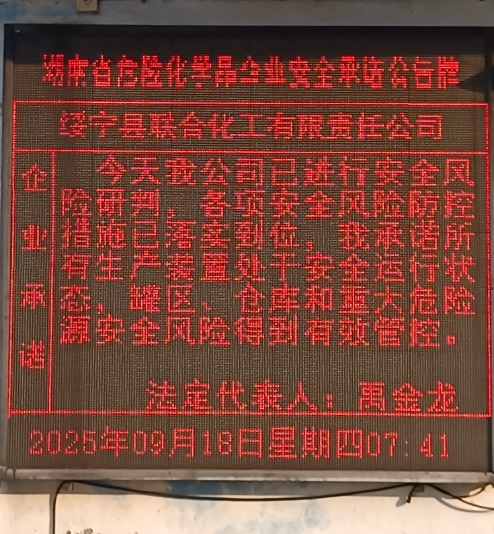 湖南省危险化学品企业安全承诺公告牌
绥宁县联合化工有限责任公司
企业承诺
今天我公司已进行安全风
险研判，各项安全风险防控
措施已落实到位，我承诺所
有生产装置处于安全运行状
态，罐区、仓库和重大危险
源安全风险得到有效管控。
法定代表人：禹金龙
2025年09月18日星期四07:41